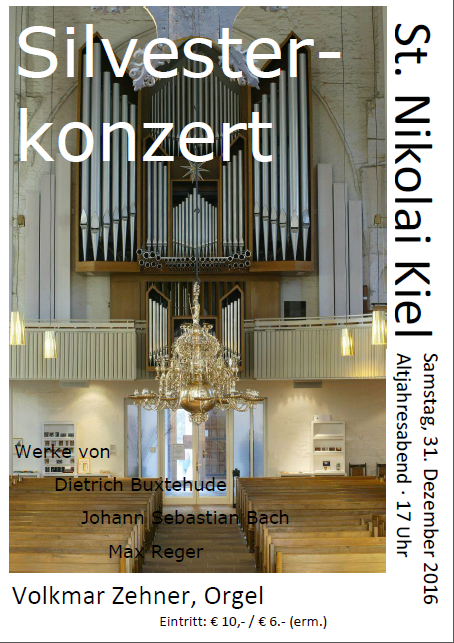 Silvester-
konzert
St. Nikolai Kiel
Samstag, 31. Dezember 2016
Altjahresabend · 17 Uhr
Werke von
Dietrich Buxtehude
Johann Sebastian Bach
Max Reger
Volkmar Zehner, Orgel
Eintritt: € 10,- / € 6.- (erm.)